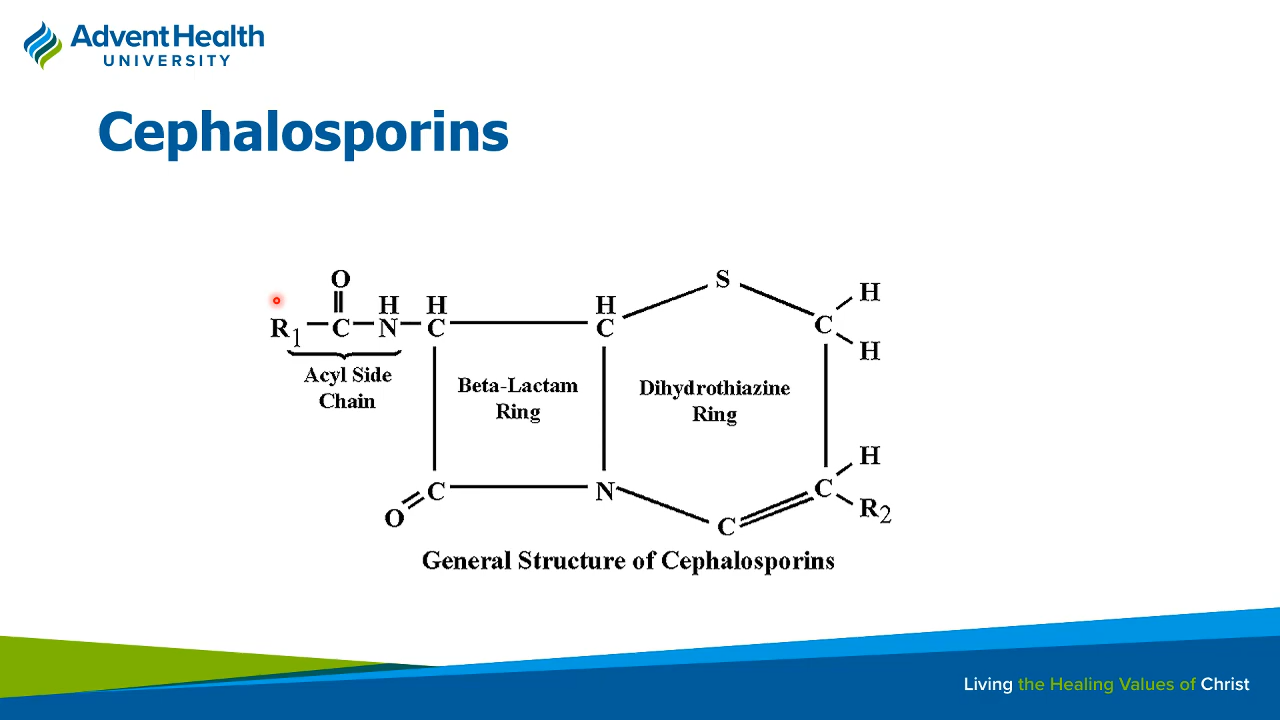 AdventHealth
UNIVERSITY
Cephalosporins
O
H H H S H
R1 C N C C C
H
Acyl Side
Chain
Beta-Lactam
Ring
Dihydrothiazine
Ring
H
O C N C C R2
General Structure of Cephalosporins
Living the Healing Values of Christ